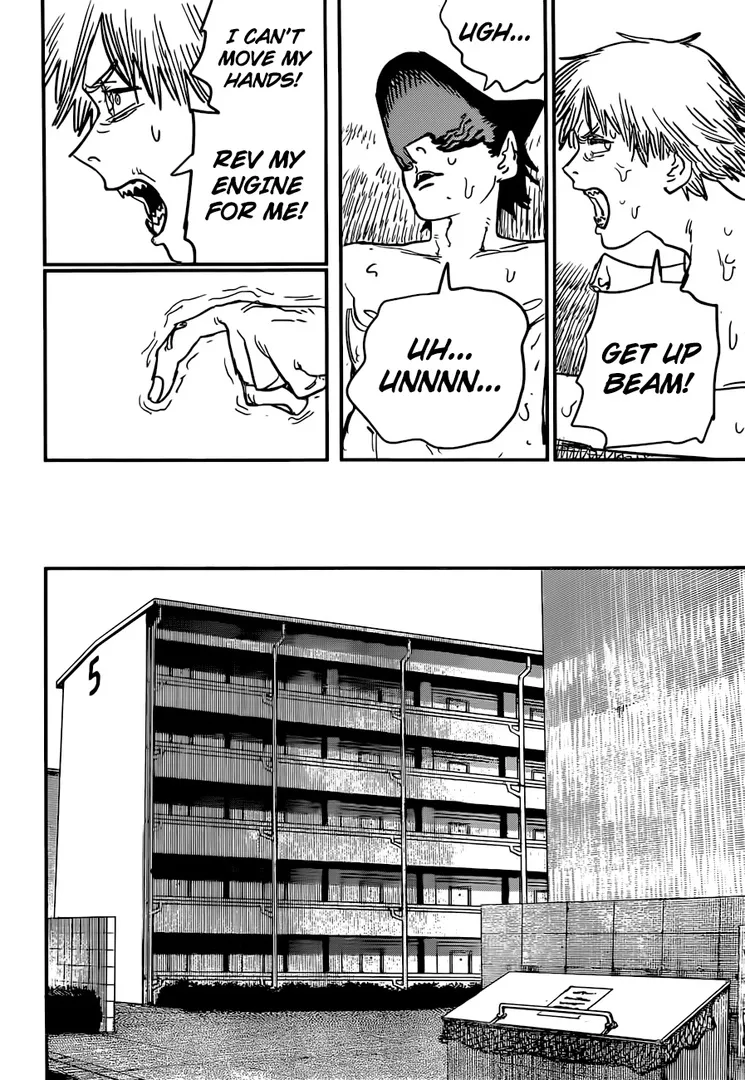 GET UP
BEAM!
UGH...
UH...
UNNNN...
I CAN'T
MOVE MY
HANDS!
REV MY
ENGINE
FOR ME!
5